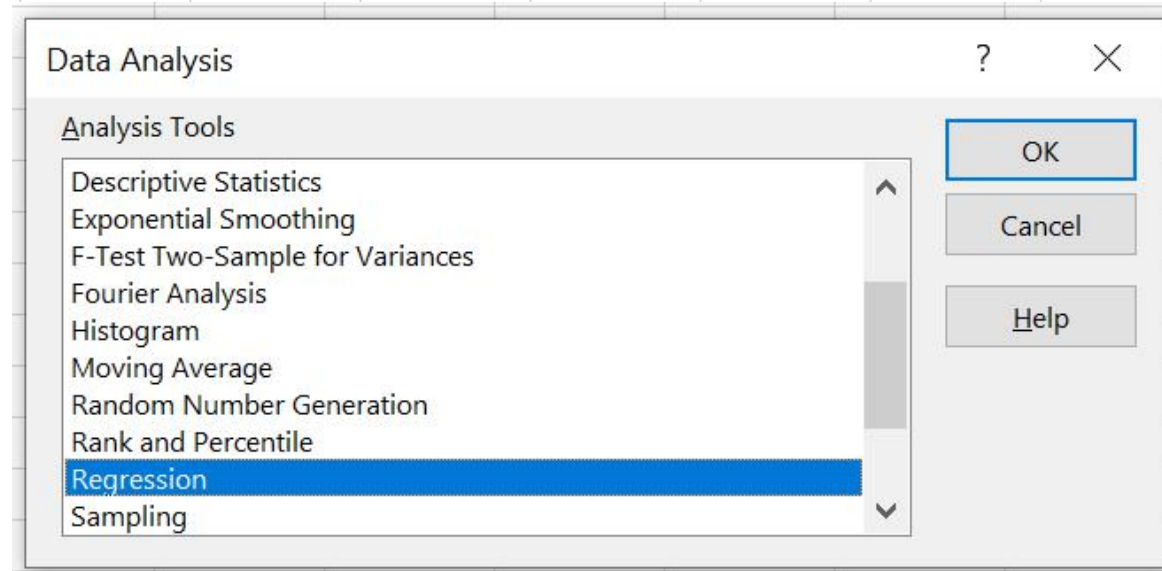 Data Analysis
?
Analysis Tools
Descriptive Statistics
Exponential Smoothing
F-Test Two-Sample for Variances
Fourier Analysis
Histogram
Moving Average
Random Number Generation
Rank and Percentile
Regression
Sampling
OK
Cancel
Help